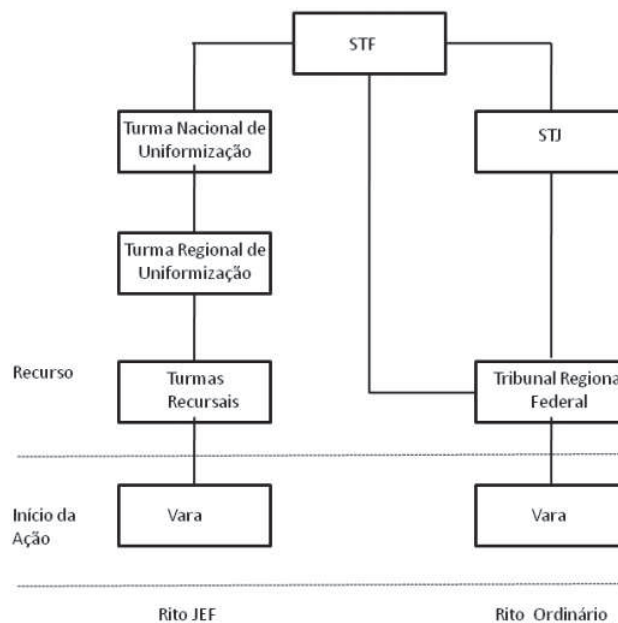 STF
Turma Nacional de
Uniformização
STJ
Turma Regional de
Uniformização
Recurso
Turmas
Recursais
Tribunal Regiona
Federal
Início da
Ação
Vara
Vara
Rito JEF
Rito Ordinário